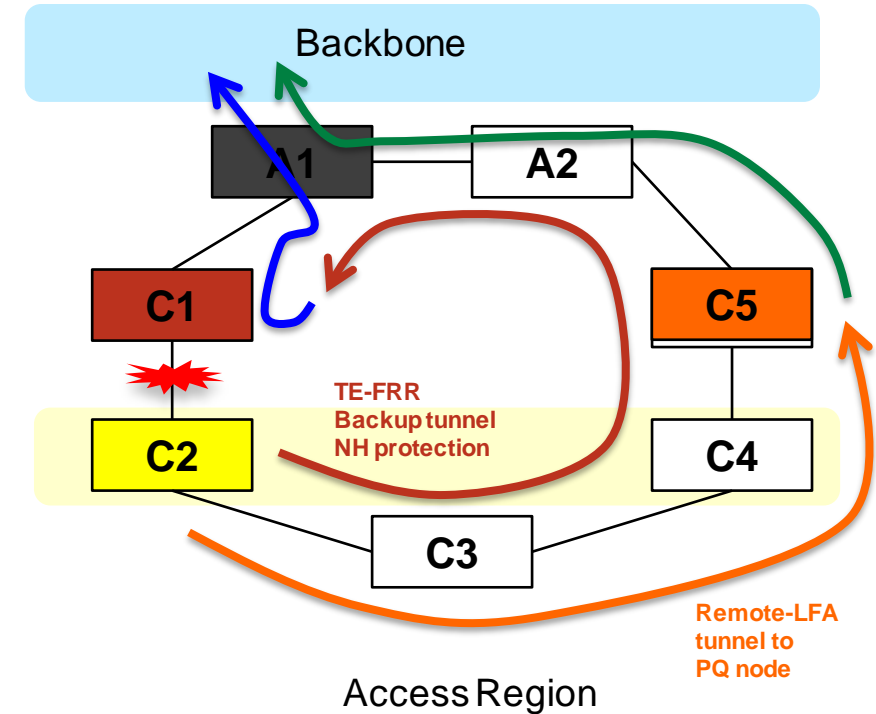 Backbone
A1
A2
C1
C5
TE-FRR
Backup tunnel
NH protection
C2
C4
C3
Remote-LFA
tunnel to
PQ node
Access Region